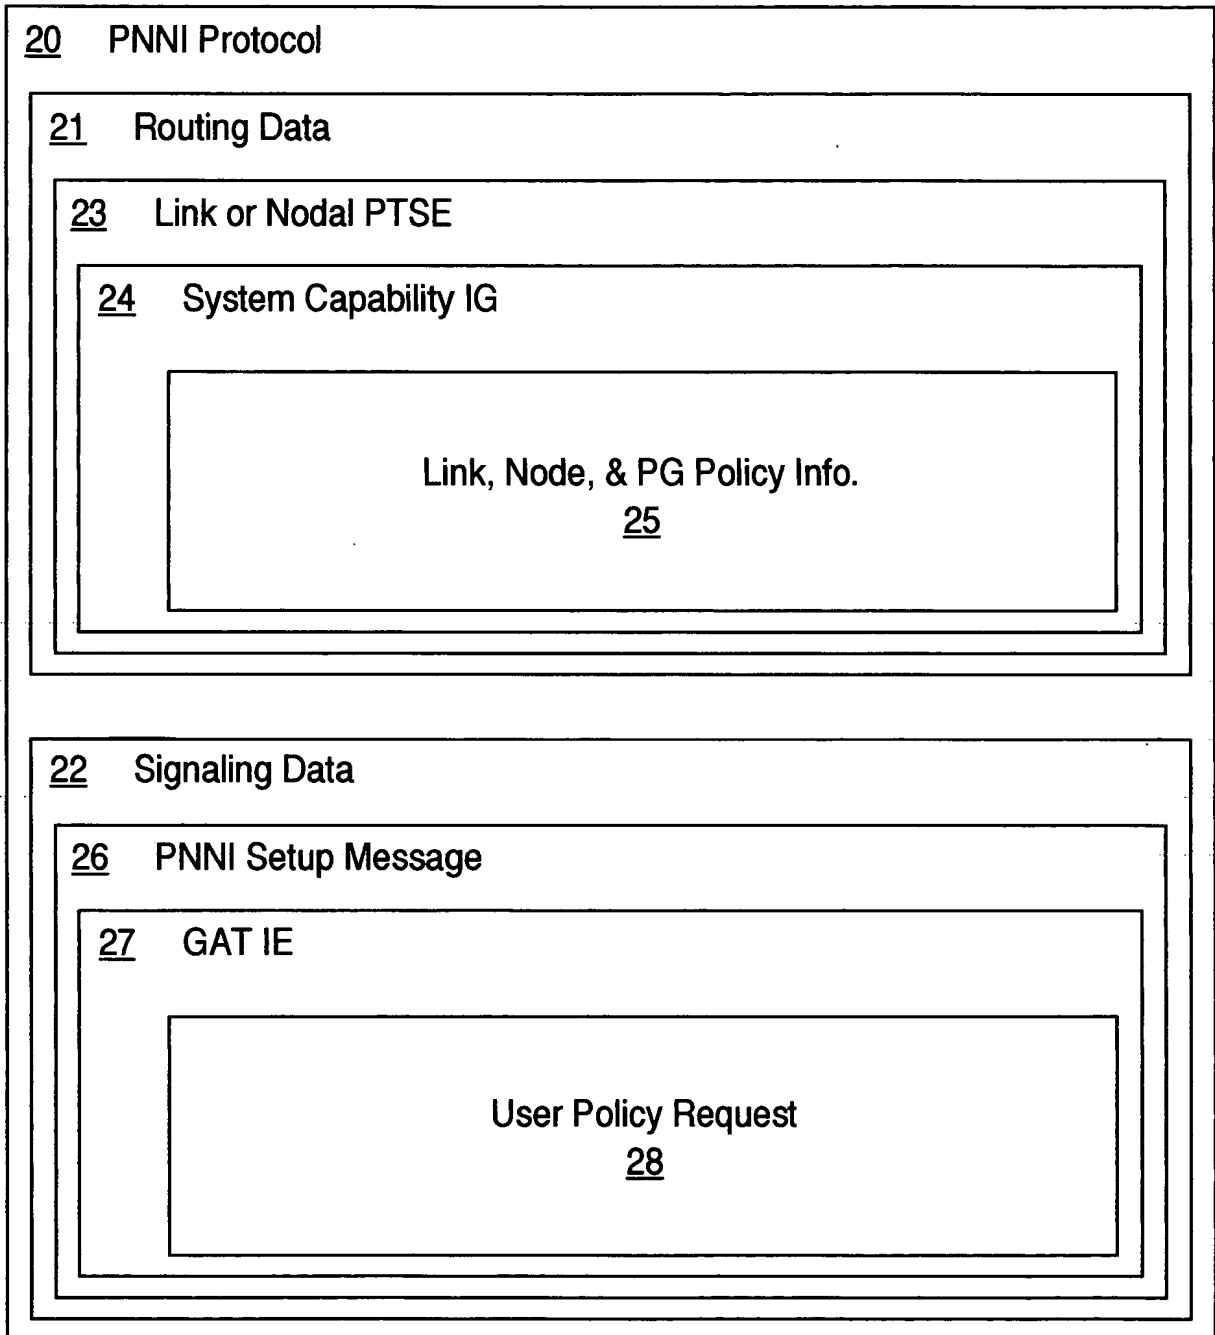 20 PNNI Protocol
21 Routing Data
23 Link or Nodal PTSE
24 System Capability IG
Link, Node, & PG Policy Info.
25
22 Signaling Data
26 PNNI Setup Message
27 GAT IE
User Policy Request
28